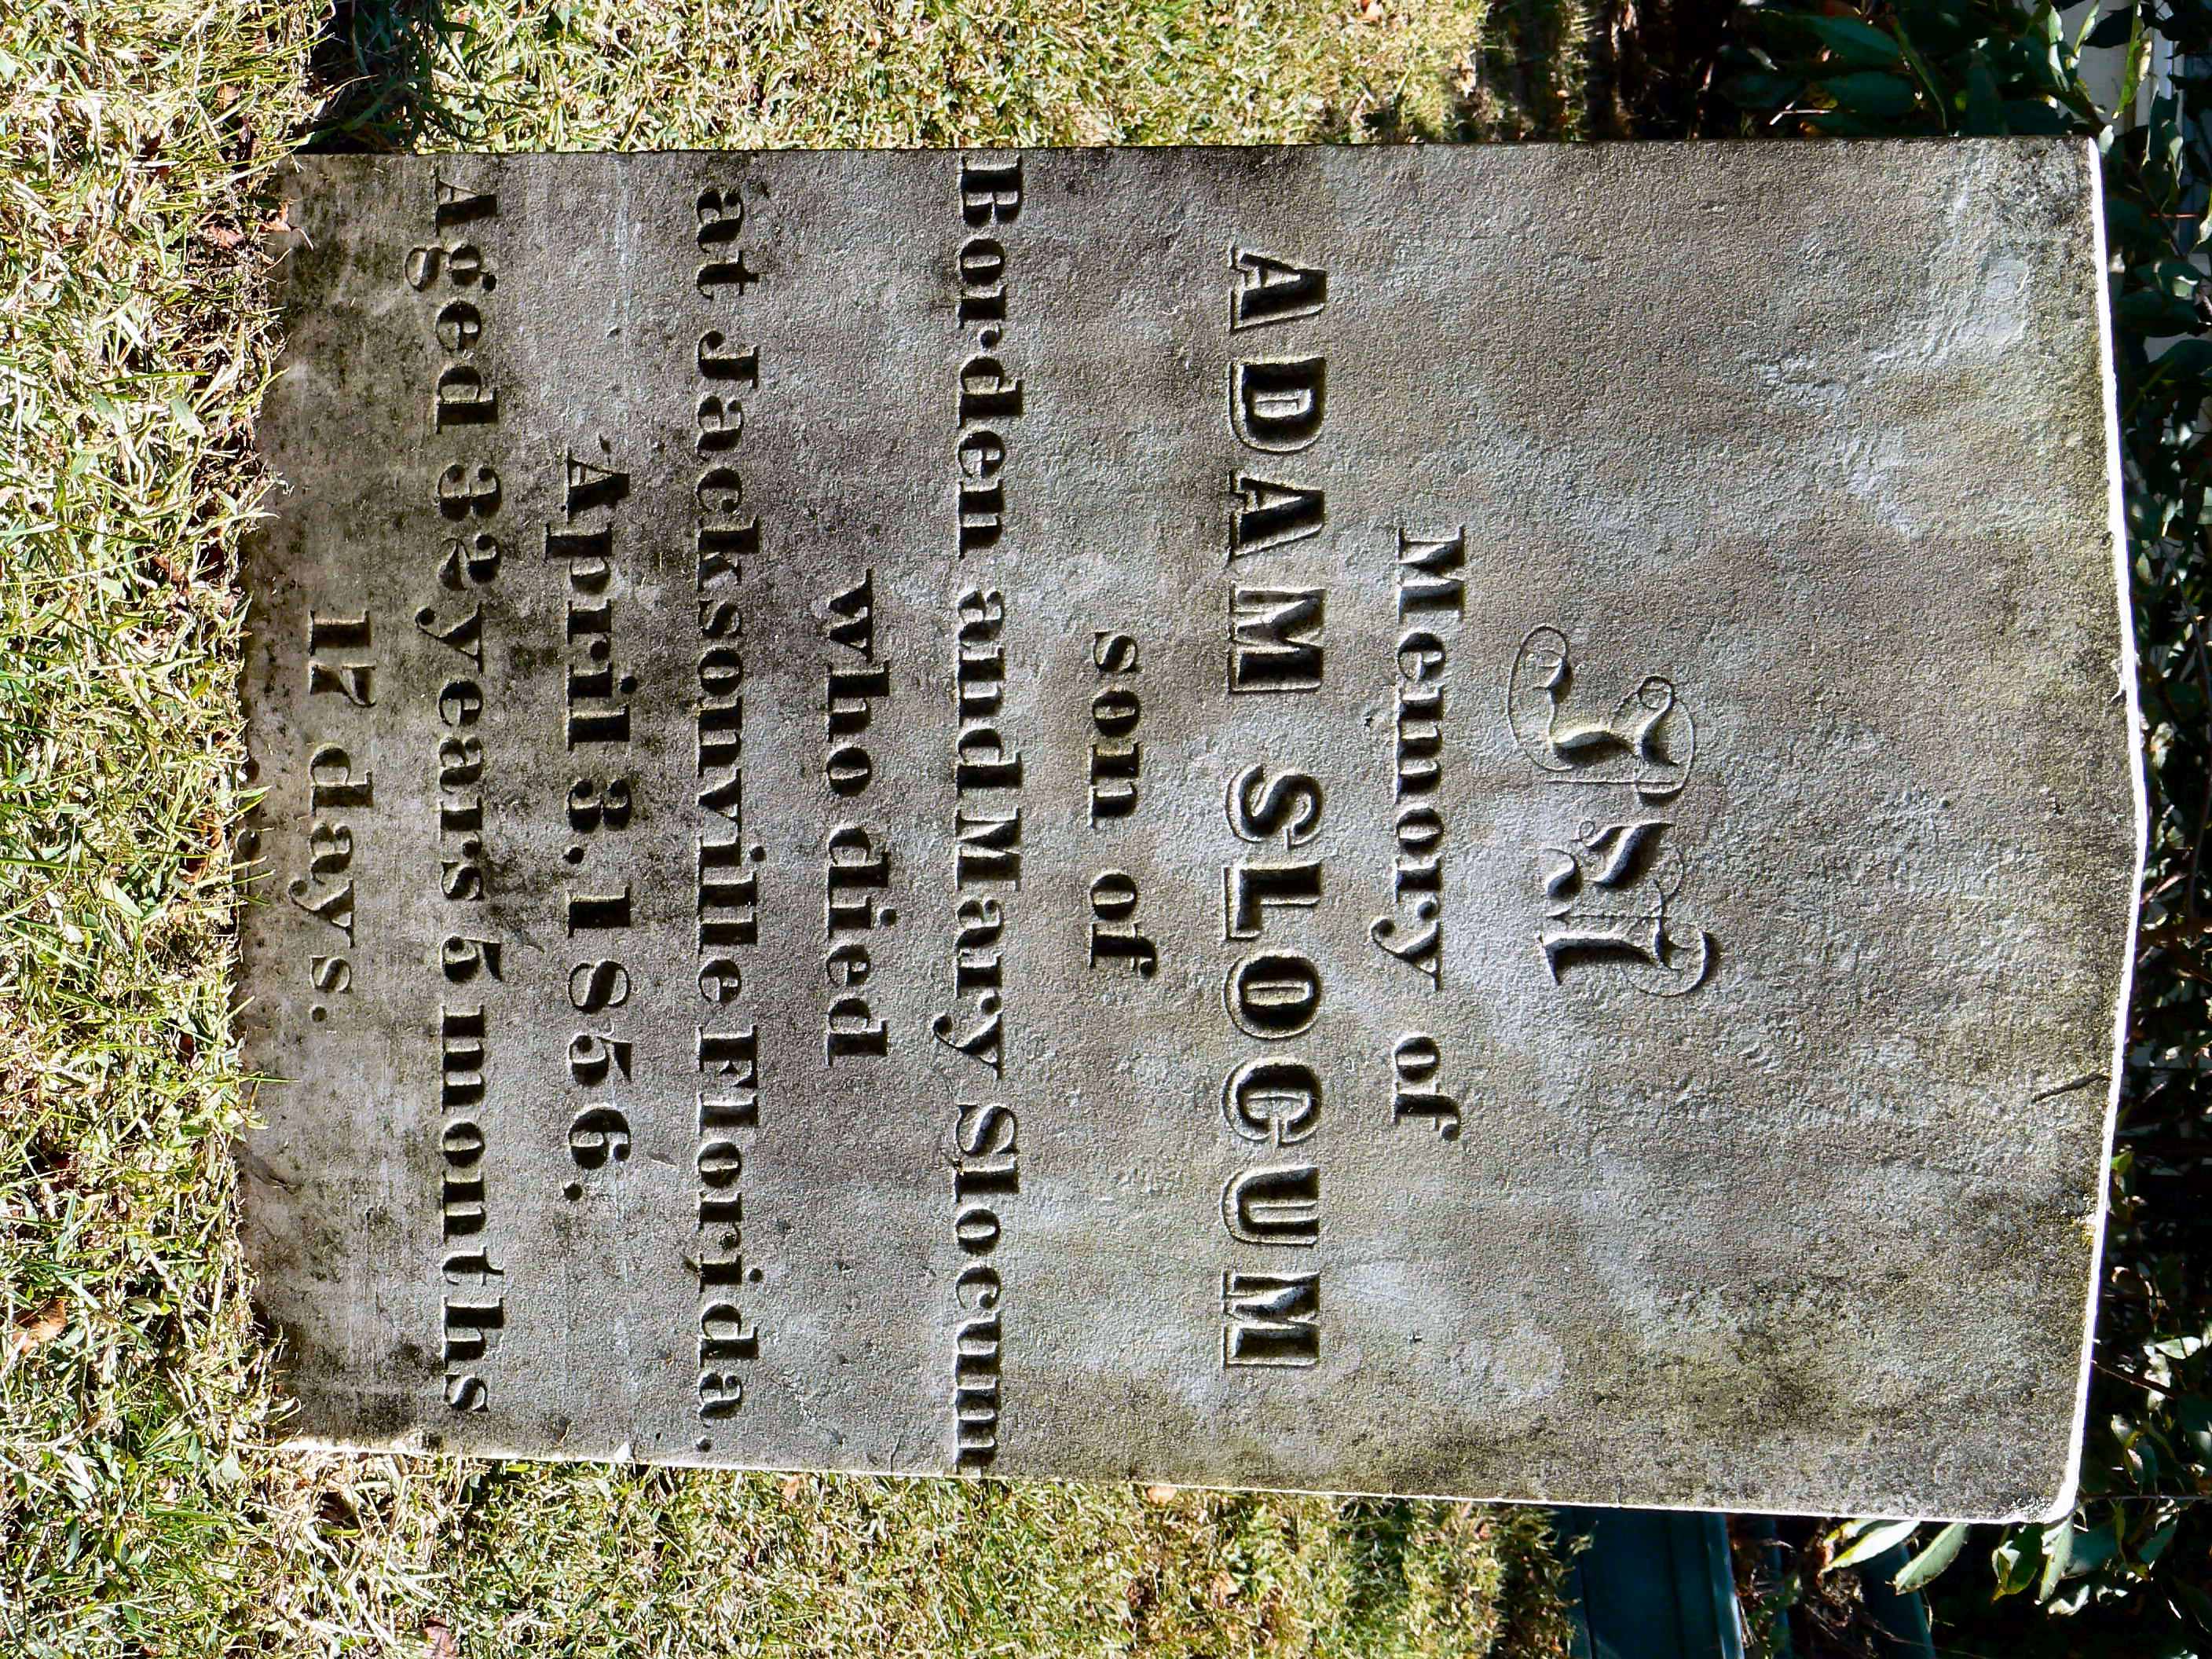 In
Memory of
ADAM SLOCUM
son of
Borden and Mary Slocum
who died
at Jacksonville Florida.
April 3. 1856.
Aged 32 years 5 months
17 days.